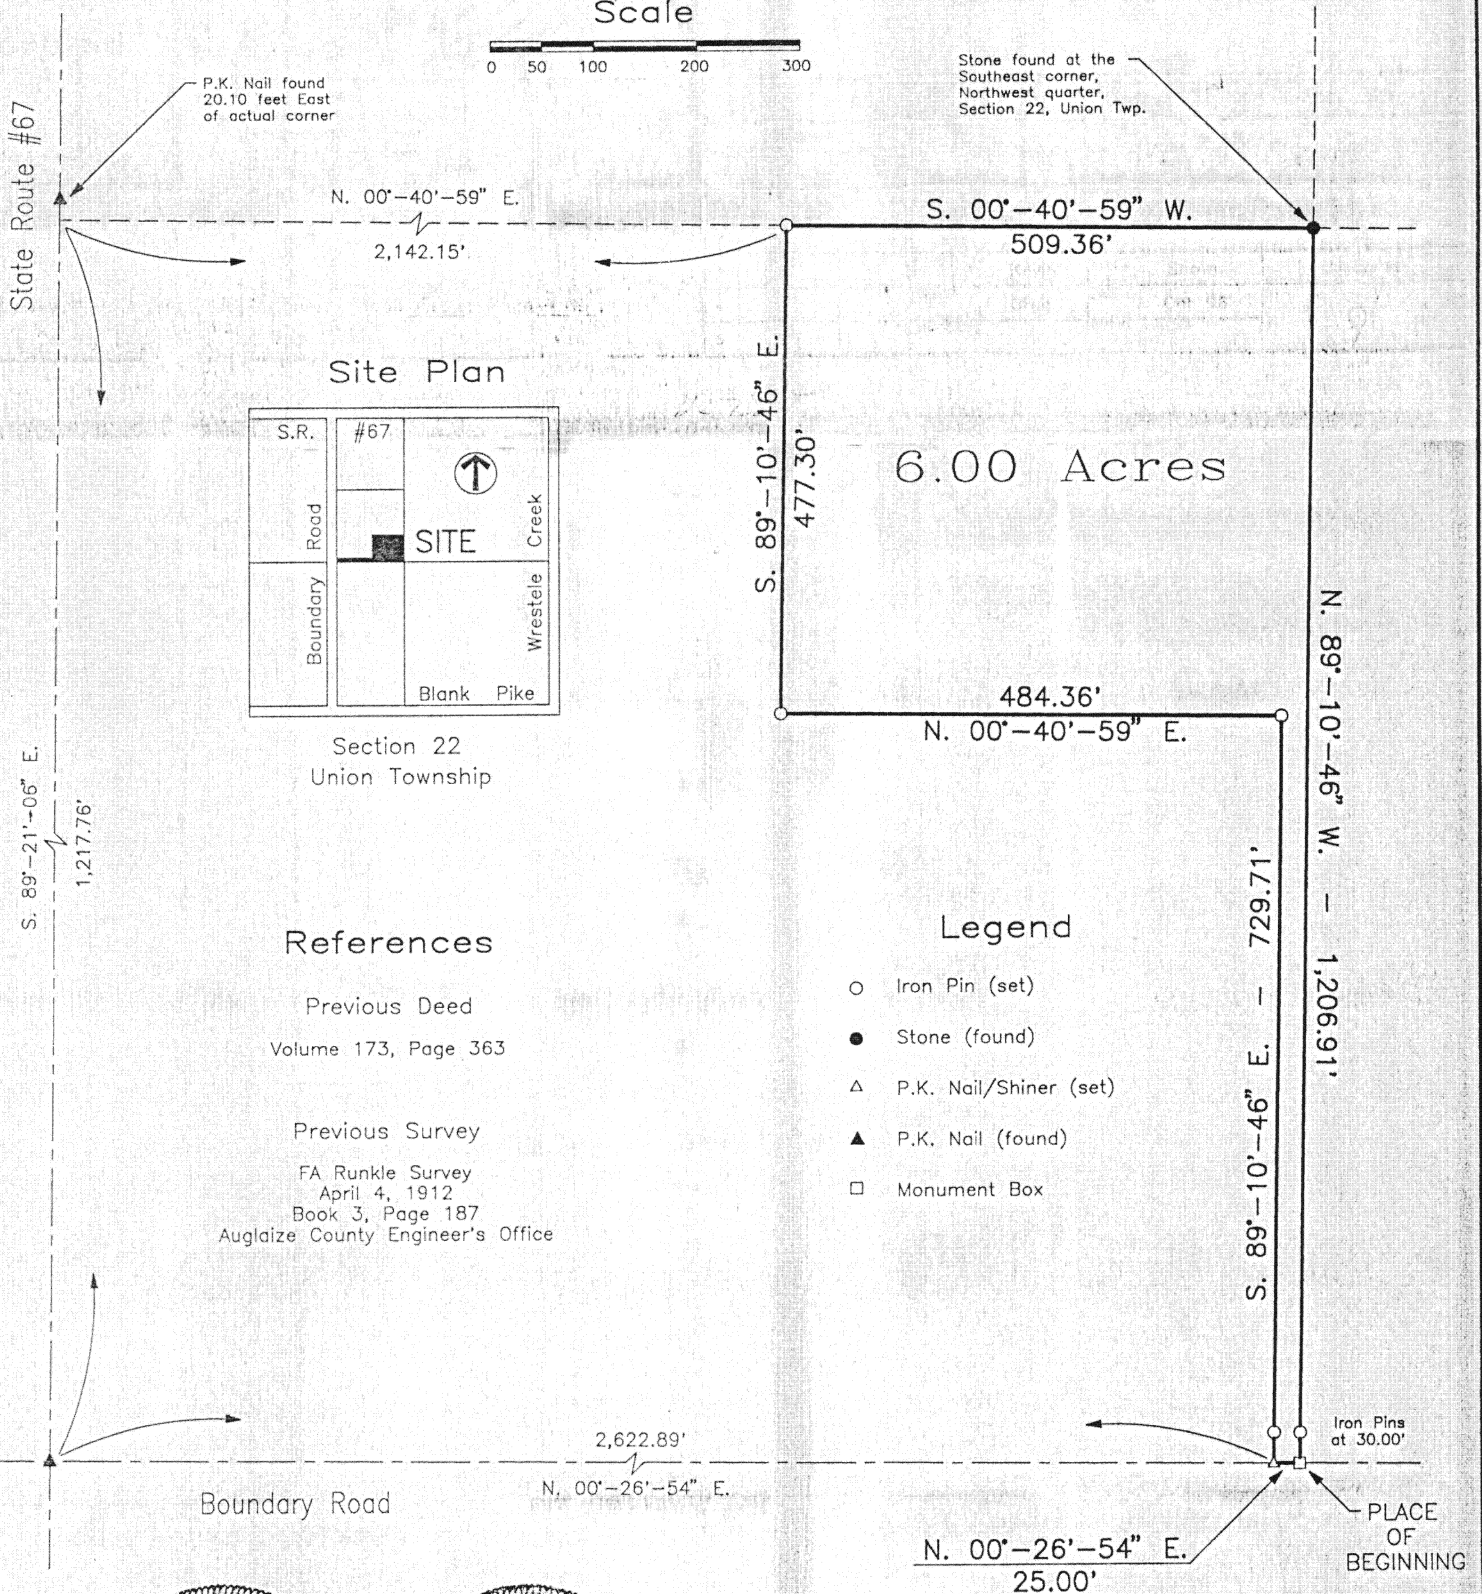 Scale
0 50 100 200 300
P.K. Nail found
20.10 feet East
of actual corner
Stone found at the
Southeast corner,
Northwest quarter,
Section 22, Union Twp.
State Route #67
N. 00°-40'-59" E.
2,142.15'
S. 00°-40'-59" W.
509.36'
S. 89°-10'-46" E.
477.30'
6.00 Acres
484.36'
N. 00°-40'-59" E.
N. 89°-10'-46" W. - 1,206.91'
Site Plan
S.R. #67
Boundary Road
SITE
Wrestele Creek
Blank Pike
Section 22
Union Township
S. 89°-21'-06" E.
1,217.76'
References
Previous Deed
Volume 173, Page 363
Previous Survey
FA Runkle Survey
April 4, 1912
Book 3, Page 187
Auglaize County Engineer's Office
Legend
Iron Pin (set)
Stone (found)
P.K. Nail/Shiner (set)
P.K. Nail (found)
Monument Box
S. 89°-10'-46" E. - 729.71'
Iron Pins
at 30.00'
2,622.89'
N. 00°-26'-54" E.
Boundary Road
N. 00°-26'-54" E.
25.00'
PLACE
OF
BEGINNING